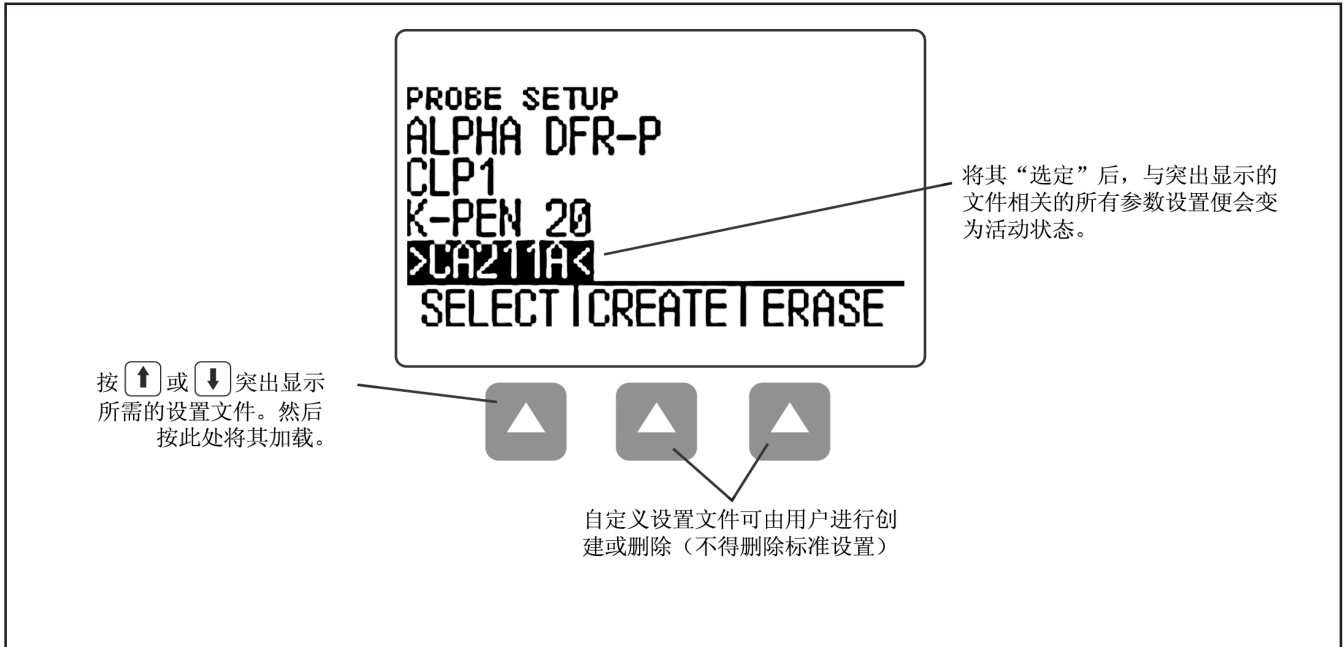 PROBE SETUP
ALPHA DFR-P
CLP1
K-PEN 20
>CA211A<
SELECT CREATE ERASE
将其“选定”后，与突出显示的
文件相关的所有参数设置便会变
为活动状态。
按 ⬆ 或 ⬇ 突出显示
所需的设置文件。然后
按此处将其加载。
自定义设置文件可由用户进行创
建或删除（不得删除标准设置）